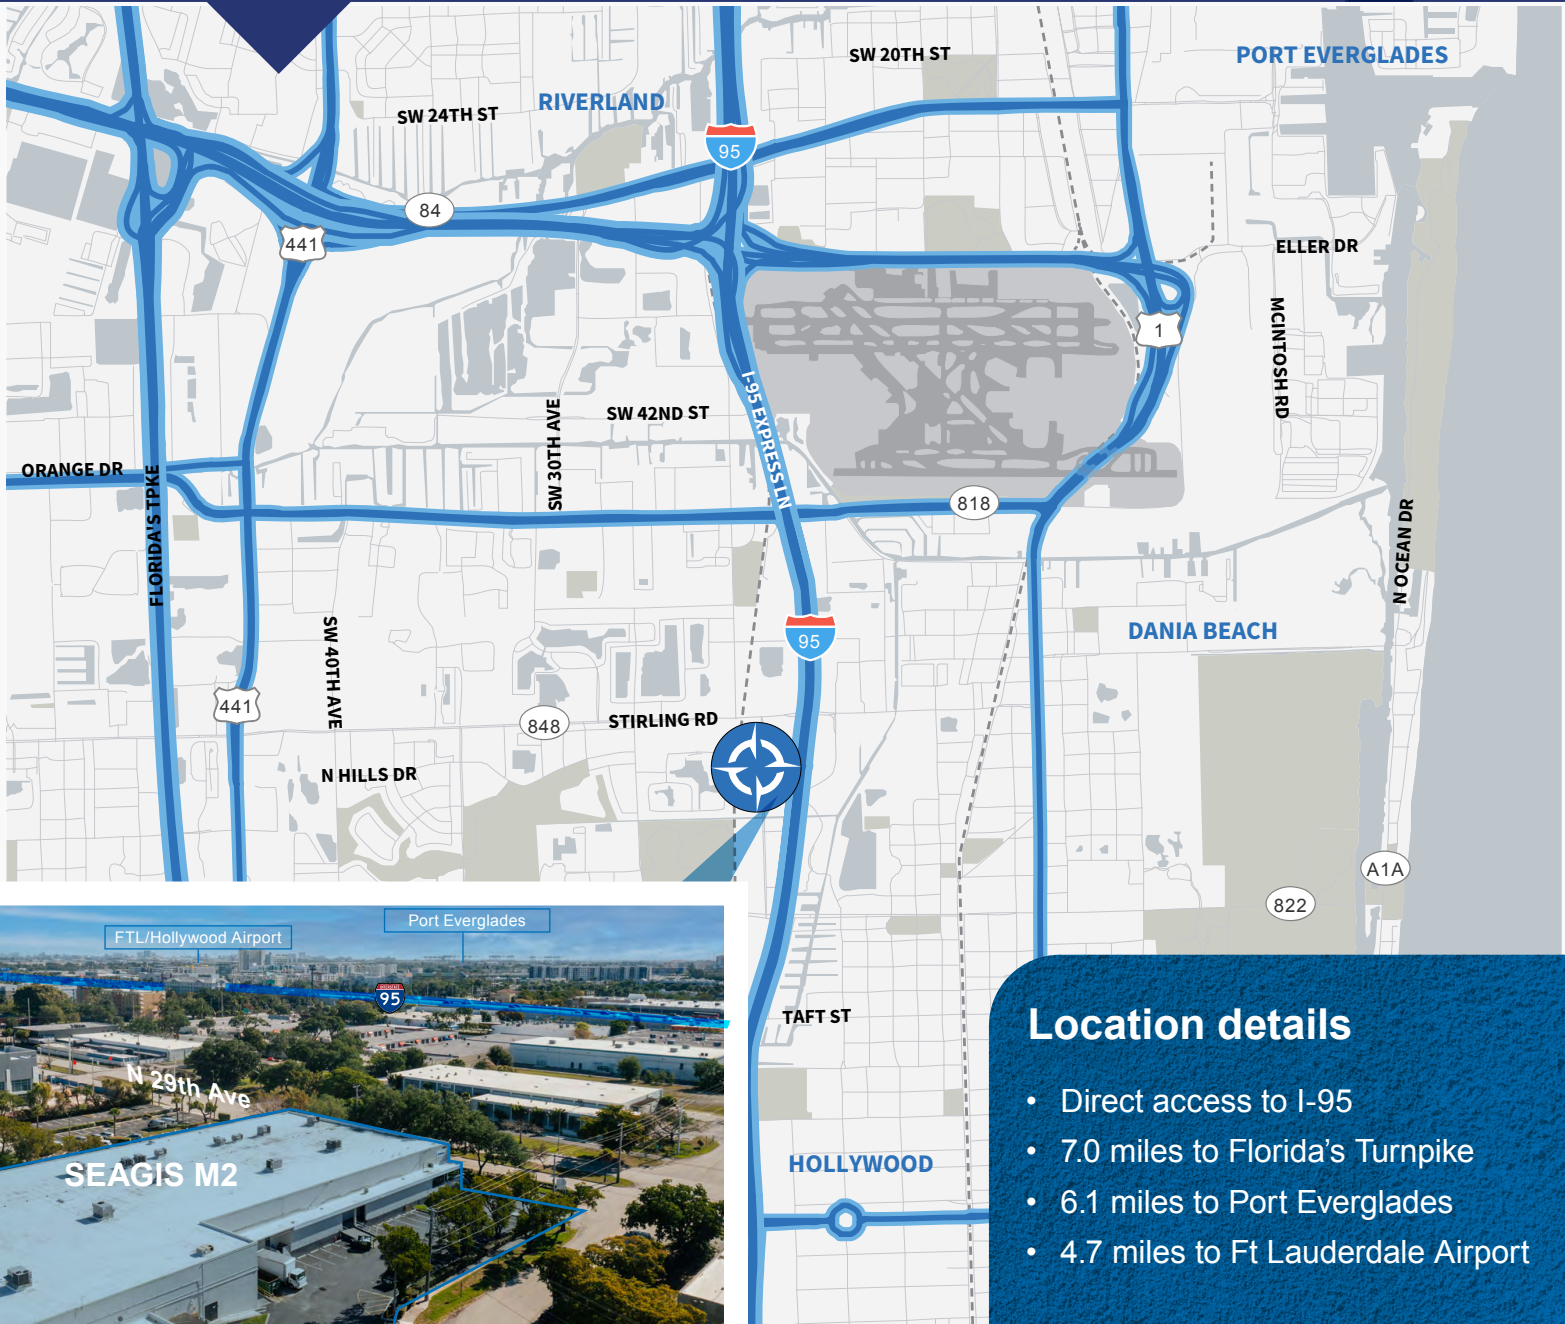 SW 20TH ST
PORT EVERGLADES
RIVERLAND
SW 24TH ST
95
84
441
ELLER DR
1
MCINTOSH RD
I-95 EXPRESS LN
SW 42ND ST
SW 30TH AVE
ORANGE DR
FLORIDA'S TPKE
818
N OCEAN DR
DANIA BEACH
95
SW 40TH AVE
441
848
STIRLING RD
N HILLS DR
A1A
822
Port Everglades
FTL/Hollywood Airport
INTERSTATE
95
N 29th Ave
SEAGIS M2
TAFT ST
HOLLYWOOD
Location details
• Direct access to I-95
• 7.0 miles to Florida’s Turnpike
• 6.1 miles to Port Everglades
• 4.7 miles to Ft Lauderdale Airport